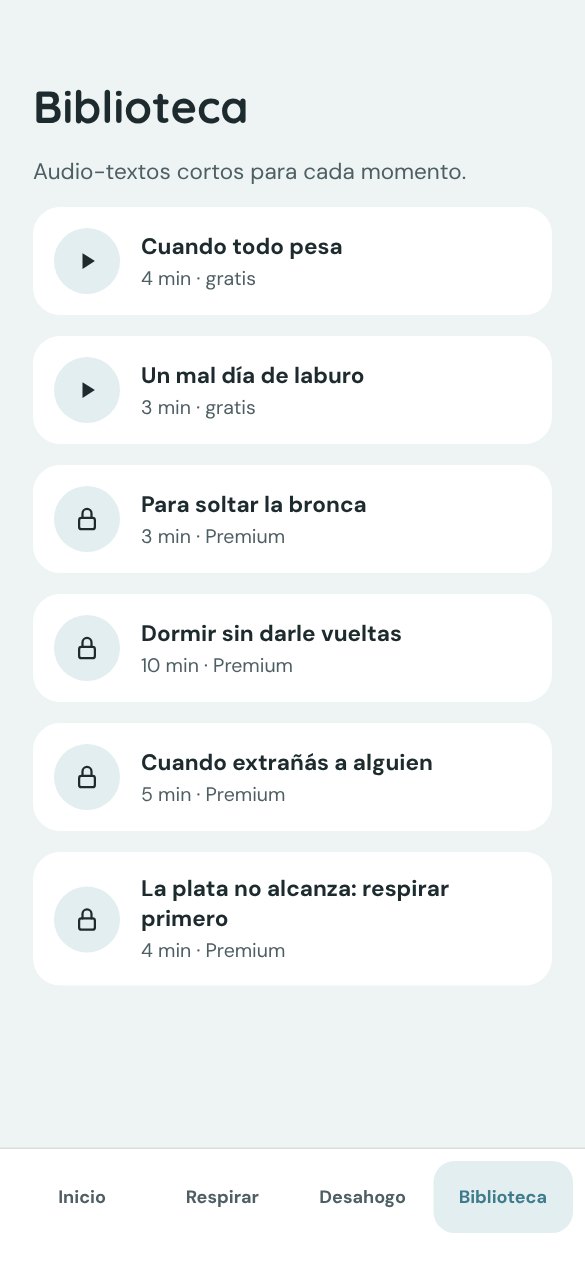 Biblioteca
Audio-textos cortos para cada momento.
Cuando todo pesa
4 min · gratis
Un mal día de laburo
3 min · gratis
Para soltar la bronca
3 min · Premium
Dormir sin darle vueltas
10 min · Premium
Cuando extrañás a alguien
5 min · Premium
La plata no alcanza: respirar
primero
4 min · Premium
Inicio
Respirar
Desahogo
Biblioteca